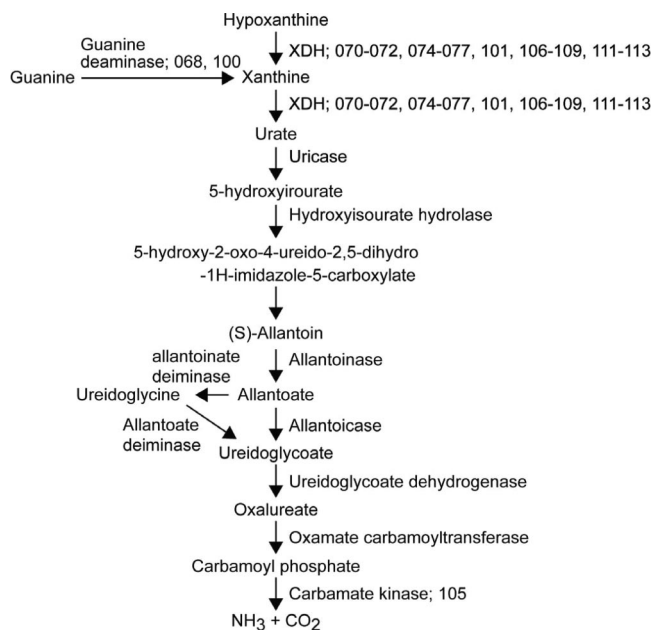 Hypoxanthine
XDH; 070-072, 074-077, 101, 106-109, 111-113
Guanine
deaminase; 068, 100
Guanine
Xanthine
XDH; 070-072, 074-077, 101, 106-109, 111-113
Urate
Uricase
5-hydroxyirourate
Hydroxyisourate hydrolase
5-hydroxy-2-oxo-4-ureido-2,5-dihydro
-1H-imidazole-5-carboxylate
(S)-Allantoin
allantoinate
deiminase
Allantoinase
Ureidoglycine
Allantoate
Allantoate
deiminase
Allantoicase
Ureidoglycoate
Ureidoglycoate dehydrogenase
Oxalureate
Oxamate carbamoyltransferase
Carbamoyl phosphate
Carbamate kinase; 105
NH3 + CO2